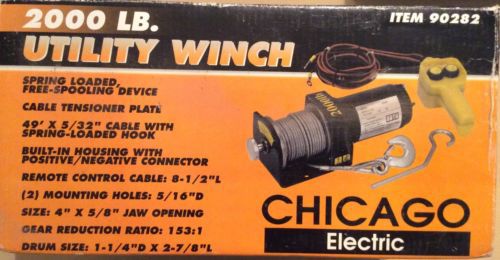 2000 LB.
UTILITY WINCH
ITEM 90282
SPRING LOADED,
FREE-SPOOLING DEVICE
CABLE TENSIONER PLATE
49' X 5/32" CABLE WITH
SPRING-LOADED HOOK
BUILT-IN HOUSING WITH
POSITIVE/NEGATIVE CONNECTOR
REMOTE CONTROL CABLE: 8-1/2'L
(2) MOUNTING HOLES: 5/16"D
SIZE: 4" X 5/8" JAW OPENING
GEAR REDUCTION RATIO: 153:1
DRUM SIZE: 1-1/4"D X 2-7/8"L
2000lb
CHICAGO
Electric